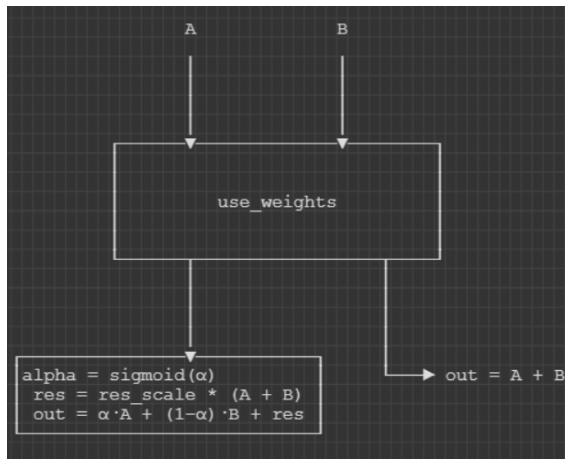 A B
use_weights
alpha = sigmoid(α)
res = res_scale * (A + B)
out = α·A + (1-α)·B + res
out = A + B